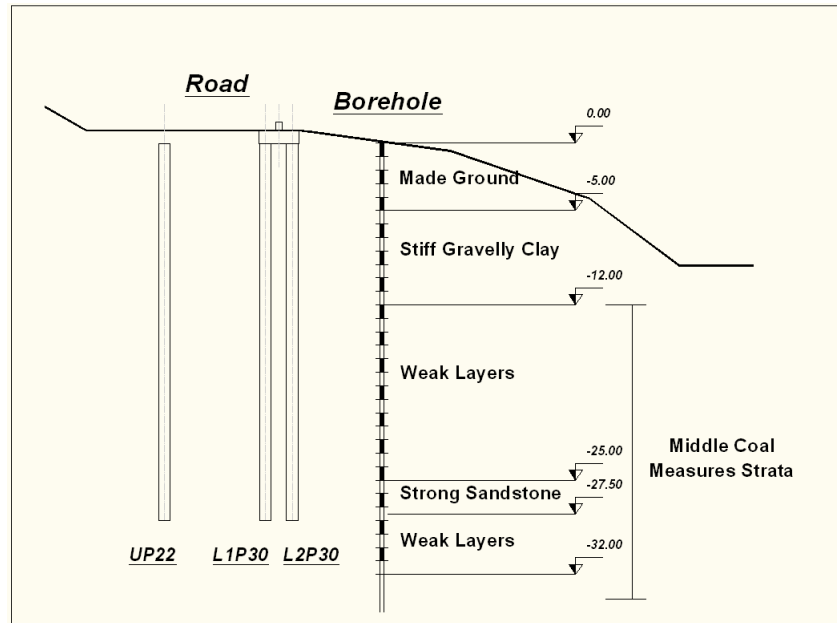 Road
Borehole
0.00
Made Ground
-5.00
Stiff Gravelly Clay
-12.00
Weak Layers
-25.00
Middle Coal
Measures Strata
Strong Sandstone
-27.50
Weak Layers
-32.00
UP22
L1P30
L2P30